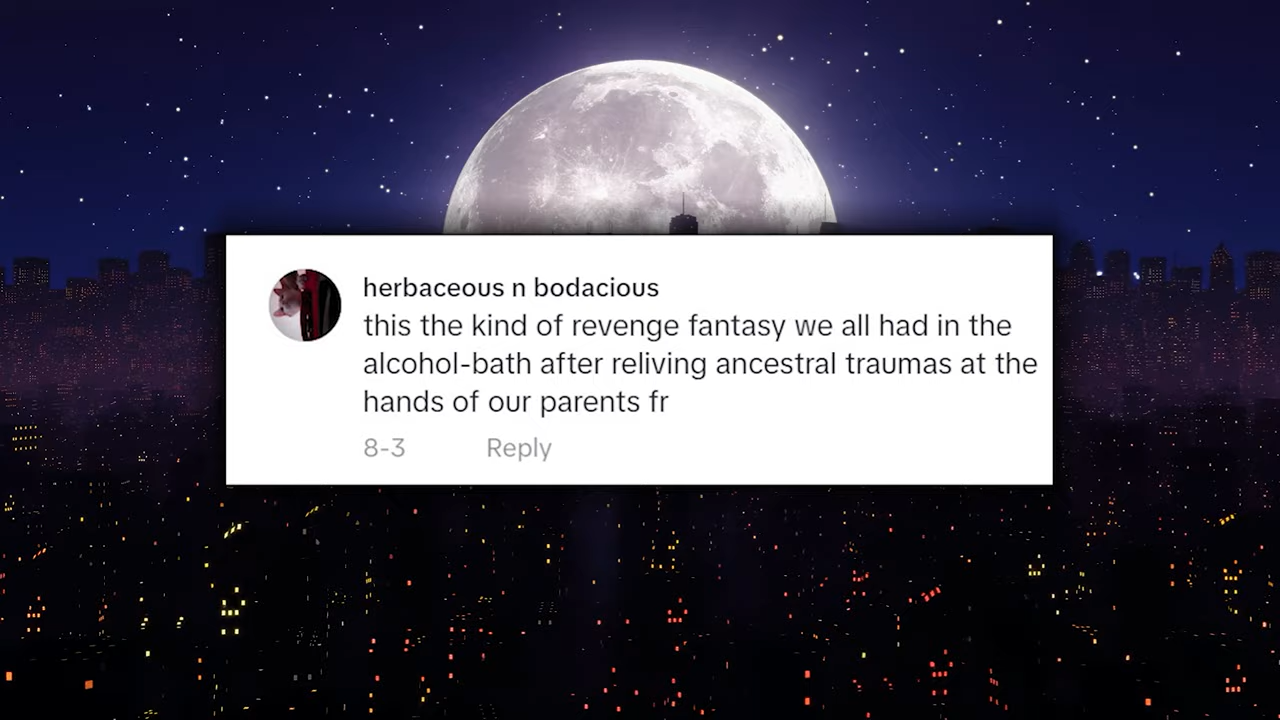 herbaceous n bodacious
this the kind of revenge fantasy we all had in the
alcohol-bath after reliving ancestral traumas at the
hands of our parents fr
8-3 Reply